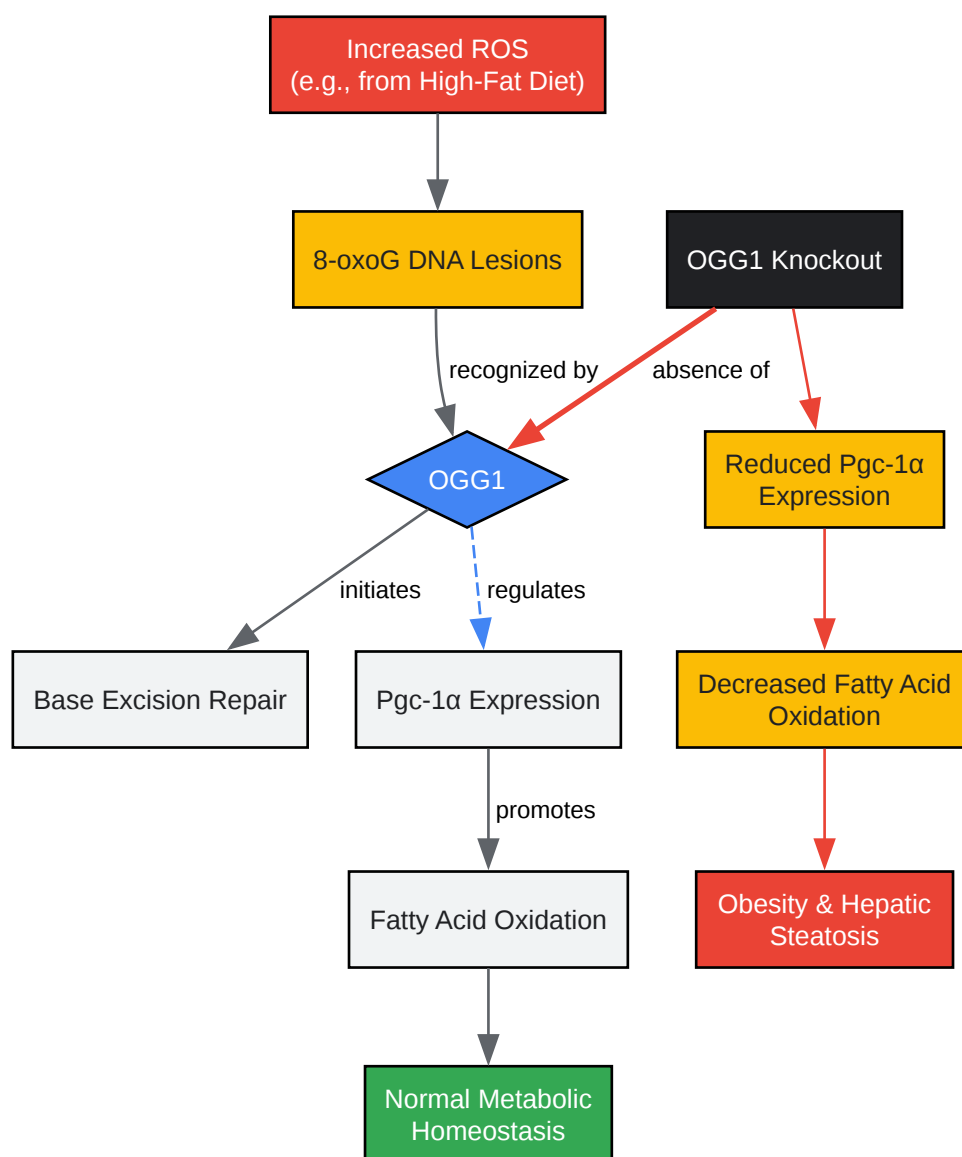 Increased ROS
(e.g., from High-Fat Diet)
8-oxoG DNA Lesions
OGG1 Knockout
recognized by
absence of
OGG1
Reduced Pgc-1α
Expression
initiates
regulates
Base Excision Repair
Pgc-1α Expression
Decreased Fatty Acid
Oxidation
promotes
Fatty Acid Oxidation
Obesity & Hepatic
Steatosis
Normal Metabolic
Homeostasis